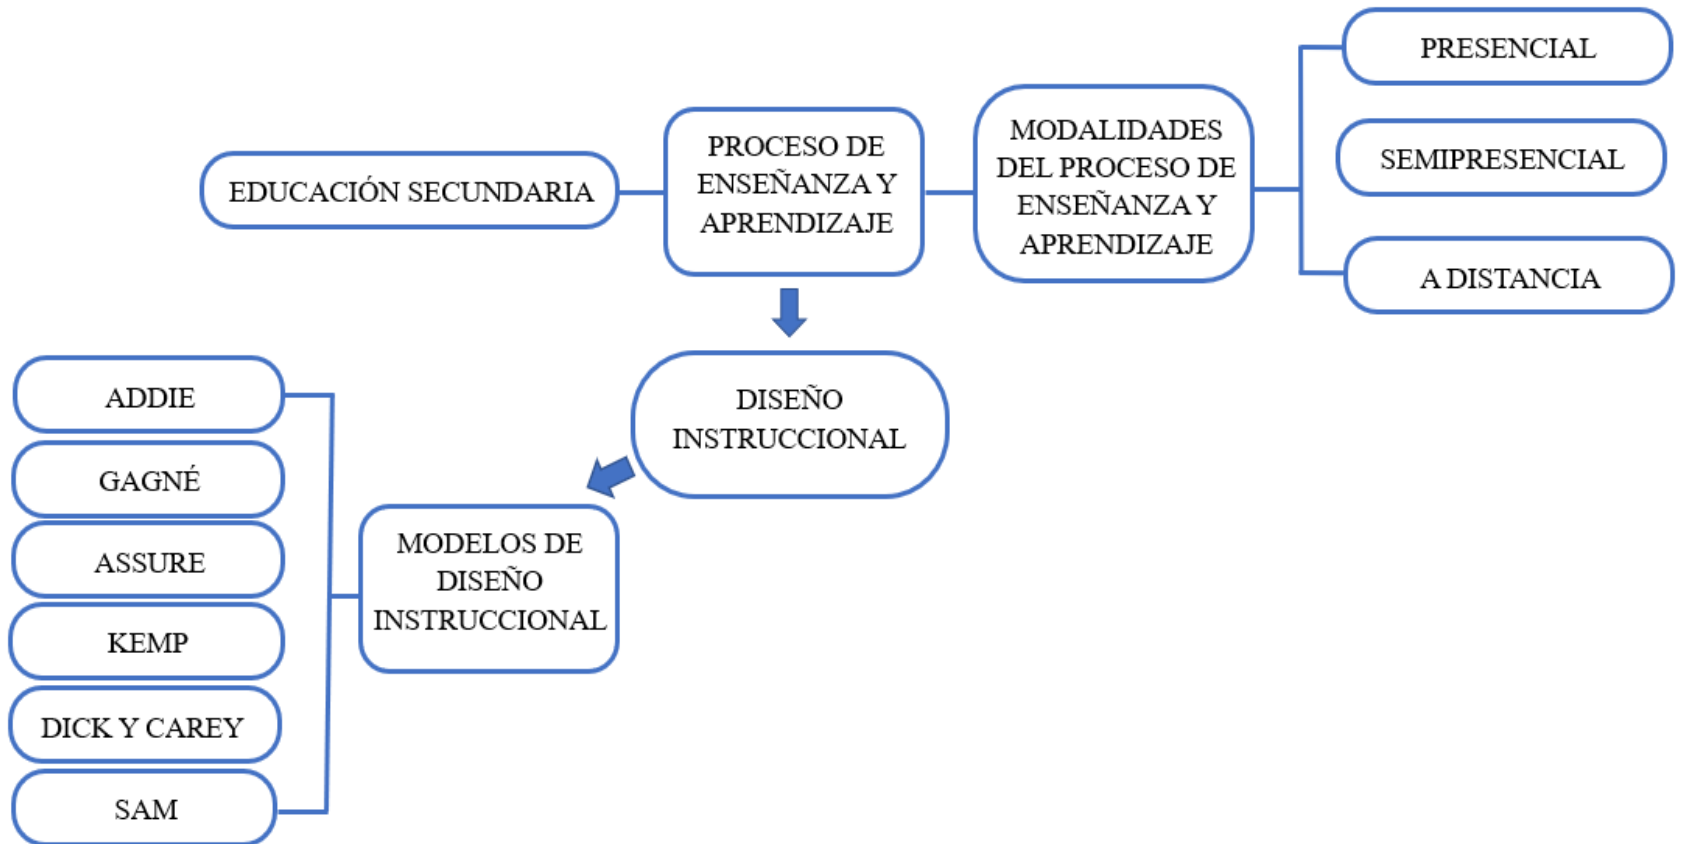 PRESENCIAL
SEMIPRESENCIAL
A DISTANCIA
MODALIDADES
DEL PROCESO DE
ENSEÑANZA Y
APRENDIZAJE
PROCESO DE
ENSEÑANZA Y
APRENDIZAJE
EDUCACIÓN SECUNDARIA
DISEÑO
INSTRUCCIONAL
MODELOS DE
DISEÑO
INSTRUCCIONAL
ADDIE
GAGNÉ
ASSURE
KEMP
DICK Y CAREY
SAM